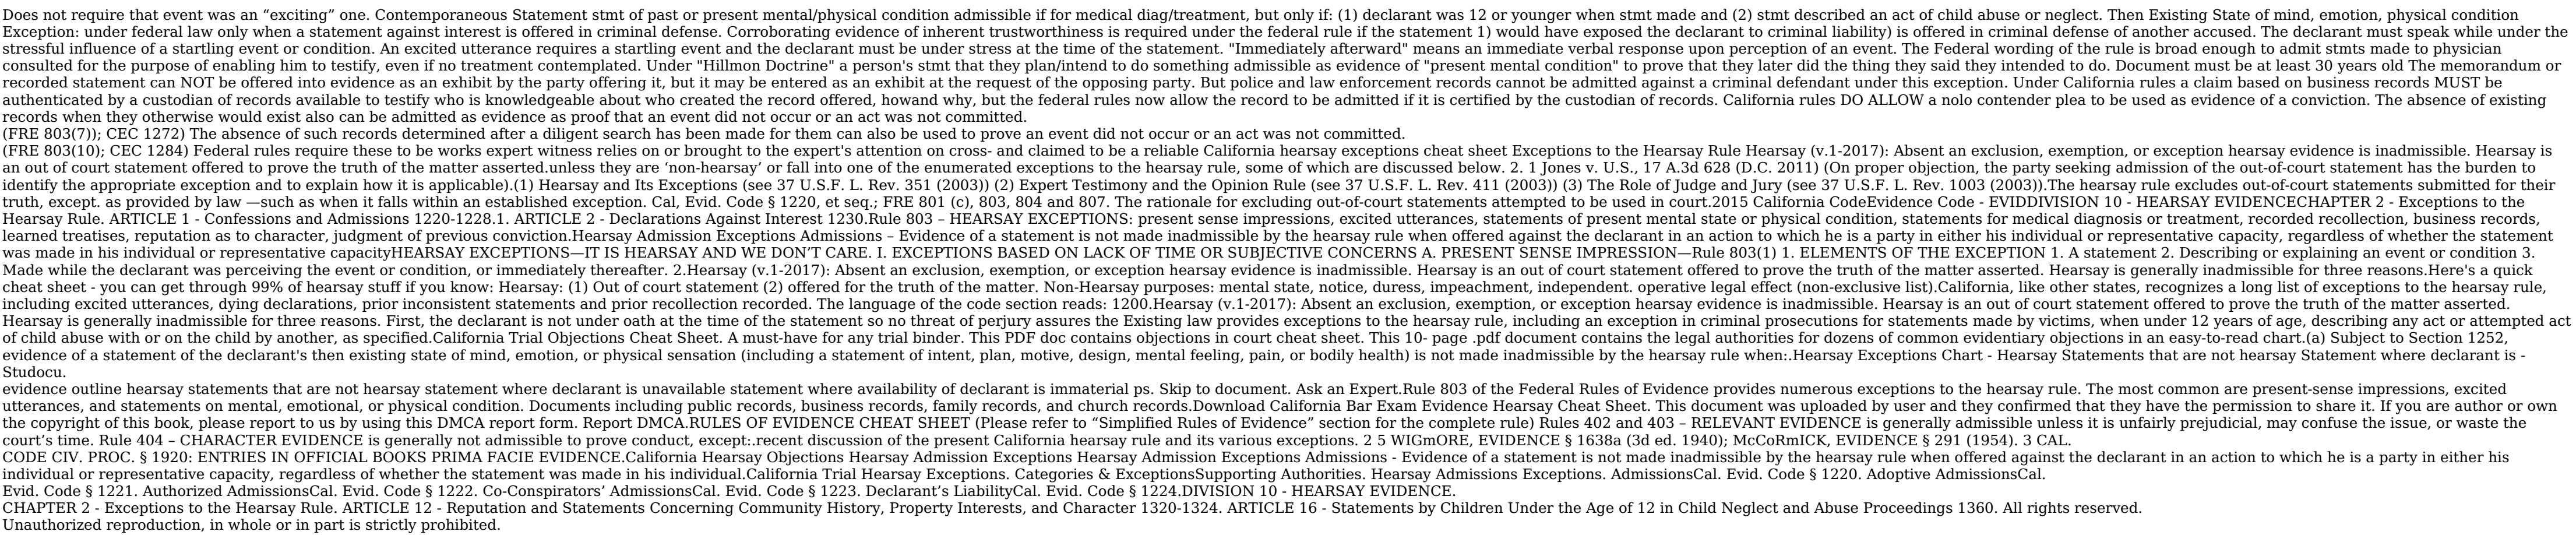 Does not require that event was an “exciting” one. Contemporaneous Statement stmt of past or present mental/physical condition admissible if for medical diag/treatment, but only if: (1) declarant was 12 or younger when stmt made and (2) stmt described an act of child abuse or neglect. Then Existing State of mind, emotion, physical condition
Exception: under federal law only when a statement against interest is offered in criminal defense. Corroborating evidence of inherent trustworthiness is required under the federal rule if the statement 1) would have exposed the declarant to criminal liability) is offered in criminal defense of another accused. The declarant must speak while under the
stressful influence of a startling event or condition. An excited utterance requires a startling event and the declarant must be under stress at the time of the statement. "Immediately afterward" means an immediate verbal response upon perception of an event. The Federal wording of the rule is broad enough to admit stmts made to physician
consulted for the purpose of enabling him to testify, even if no treatment contemplated. Under "Hillmon Doctrine" a person's stmt that they plan/intend to do something admissible as evidence of "present mental condition" to prove that they later did the thing they said they intended to do. Document must be at least 30 years old The memorandum or
recorded statement can NOT be offered into evidence as an exhibit by the party offering it, but it may be entered as an exhibit at the request of the opposing party. But police and law enforcement records cannot be admitted against a criminal defendant under this exception. Under California rules a claim based on business records MUST be
authenticated by a custodian of records available to testify who is knowledgeable about who created the record offered, howand why, but the federal rules now allow the record to be admitted if it is certified by the custodian of records. California rules DO ALLOW a nolo contender plea to be used as evidence of a conviction. The absence of existing
records when they otherwise would exist also can be admitted as evidence as proof that an event did not occur or an act was not committed.
(FRE 803(7)); CEC 1272) The absence of such records determined after a diligent search has been made for them can also be used to prove an event did not occur or an act was not committed.
(FRE 803(10); CEC 1284) Federal rules require these to be works expert witness relies on or brought to the expert's attention on cross- and claimed to be a reliable California hearsay exceptions cheat sheet Exceptions to the Hearsay Rule Hearsay (v.1-2017): Absent an exclusion, exemption, or exception hearsay evidence is inadmissible. Hearsay is
an out of court statement offered to prove the truth of the matter asserted.unless they are ‘non-hearsay’ or fall into one of the enumerated exceptions to the hearsay rule, some of which are discussed below. 2. 1 Jones v. U.S., 17 A.3d 628 (D.C. 2011) (On proper objection, the party seeking admission of the out-of-court statement has the burden to
identify the appropriate exception and to explain how it is applicable).(1) Hearsay and Its Exceptions (see 37 U.S.F. L. Rev. 351 (2003)) (2) Expert Testimony and the Opinion Rule (see 37 U.S.F. L. Rev. 411 (2003)) (3) The Role of Judge and Jury (see 37 U.S.F. L. Rev. 1003 (2003)).The hearsay rule excludes out-of-court statements submitted for their
truth, except. as provided by law —such as when it falls within an established exception. Cal, Evid. Code § 1220, et seq.; FRE 801 (c), 803, 804 and 807. The rationale for excluding out-of-court statements attempted to be used in court.2015 California CodeEvidence Code - EVIDDIVISION 10 - HEARSAY EVIDENCECHAPTER 2 - Exceptions to the
Hearsay Rule. ARTICLE 1 - Confessions and Admissions 1220-1228.1. ARTICLE 2 - Declarations Against Interest 1230.Rule 803 – HEARSAY EXCEPTIONS: present sense impressions, excited utterances, statements of present mental state or physical condition, statements for medical diagnosis or treatment, recorded recollection, business records,
learned treatises, reputation as to character, judgment of previous conviction.Hearsay Admission Exceptions Admissions – Evidence of a statement is not made inadmissible by the hearsay rule when offered against the declarant in an action to which he is a party in either his individual or representative capacity, regardless of whether the statement
was made in his individual or representative capacityHEARSAY EXCEPTIONS—IT IS HEARSAY AND WE DON’T CARE. I. EXCEPTIONS BASED ON LACK OF TIME OR SUBJECTIVE CONCERNS A. PRESENT SENSE IMPRESSION—Rule 803(1) 1. ELEMENTS OF THE EXCEPTION 1. A statement 2. Describing or explaining an event or condition 3.
Made while the declarant was perceiving the event or condition, or immediately thereafter. 2.Hearsay (v.1-2017): Absent an exclusion, exemption, or exception hearsay evidence is inadmissible. Hearsay is an out of court statement offered to prove the truth of the matter asserted. Hearsay is generally inadmissible for three reasons.Here's a quick
cheat sheet - you can get through 99% of hearsay stuff if you know: Hearsay: (1) Out of court statement (2) offered for the truth of the matter. Non-Hearsay purposes: mental state, notice, duress, impeachment, independent. operative legal effect (non-exclusive list).California, like other states, recognizes a long list of exceptions to the hearsay rule,
including excited utterances, dying declarations, prior inconsistent statements and prior recollection recorded. The language of the code section reads: 1200.Hearsay (v.1-2017): Absent an exclusion, exemption, or exception hearsay evidence is inadmissible. Hearsay is an out of court statement offered to prove the truth of the matter asserted.
Hearsay is generally inadmissible for three reasons. First, the declarant is not under oath at the time of the statement so no threat of perjury assures the Existing law provides exceptions to the hearsay rule, including an exception in criminal prosecutions for statements made by victims, when under 12 years of age, describing any act or attempted act
of child abuse with or on the child by another, as specified.California Trial Objections Cheat Sheet. A must-have for any trial binder. This PDF doc contains objections in court cheat sheet. This 10- page .pdf document contains the legal authorities for dozens of common evidentiary objections in an easy-to-read chart.(a) Subject to Section 1252,
evidence of a statement of the declarant's then existing state of mind, emotion, or physical sensation (including a statement of intent, plan, motive, design, mental feeling, pain, or bodily health) is not made inadmissible by the hearsay rule when:.Hearsay Exceptions Chart - Hearsay Statements that are not hearsay Statement where declarant is -
Studocu.
evidence outline hearsay statements that are not hearsay statement where declarant is unavailable statement where availability of declarant is immaterial ps. Skip to document. Ask an Expert.Rule 803 of the Federal Rules of Evidence provides numerous exceptions to the hearsay rule. The most common are present-sense impressions, excited
utterances, and statements on mental, emotional, or physical condition. Documents including public records, business records, family records, and church records.Download California Bar Exam Evidence Hearsay Cheat Sheet. This document was uploaded by user and they confirmed that they have the permission to share it. If you are author or own
the copyright of this book, please report to us by using this DMCA report form. Report DMCA.RULES OF EVIDENCE CHEAT SHEET (Please refer to “Simplified Rules of Evidence” section for the complete rule) Rules 402 and 403 – RELEVANT EVIDENCE is generally admissible unless it is unfairly prejudicial, may confuse the issue, or waste the
court’s time. Rule 404 – CHARACTER EVIDENCE is generally not admissible to prove conduct, except:.recent discussion of the present California hearsay rule and its various exceptions. 2 5 WIGmORE, EVIDENCE § 1638a (3d ed. 1940); McCoRmICK, EVIDENCE § 291 (1954). 3 CAL.
CODE CIV. PROC. § 1920: ENTRIES IN OFFICIAL BOOKS PRIMA FACIE EVIDENCE.California Hearsay Objections Hearsay Admission Exceptions Hearsay Admission Exceptions Admissions - Evidence of a statement is not made inadmissible by the hearsay rule when offered against the declarant in an action to which he is a party in either his
individual or representative capacity, regardless of whether the statement was made in his individual.California Trial Hearsay Exceptions. Categories & ExceptionsSupporting Authorities. Hearsay Admissions Exceptions. AdmissionsCal. Evid. Code § 1220. Adoptive AdmissionsCal.
Evid. Code § 1221. Authorized AdmissionsCal. Evid. Code § 1222. Co-Conspirators’ AdmissionsCal. Evid. Code § 1223. Declarant’s LiabilityCal. Evid. Code § 1224.DIVISION 10 - HEARSAY EVIDENCE.
CHAPTER 2 - Exceptions to the Hearsay Rule. ARTICLE 12 - Reputation and Statements Concerning Community History, Property Interests, and Character 1320-1324. ARTICLE 16 - Statements by Children Under the Age of 12 in Child Neglect and Abuse Proceedings 1360. All rights reserved.
Unauthorized reproduction, in whole or in part is strictly prohibited.